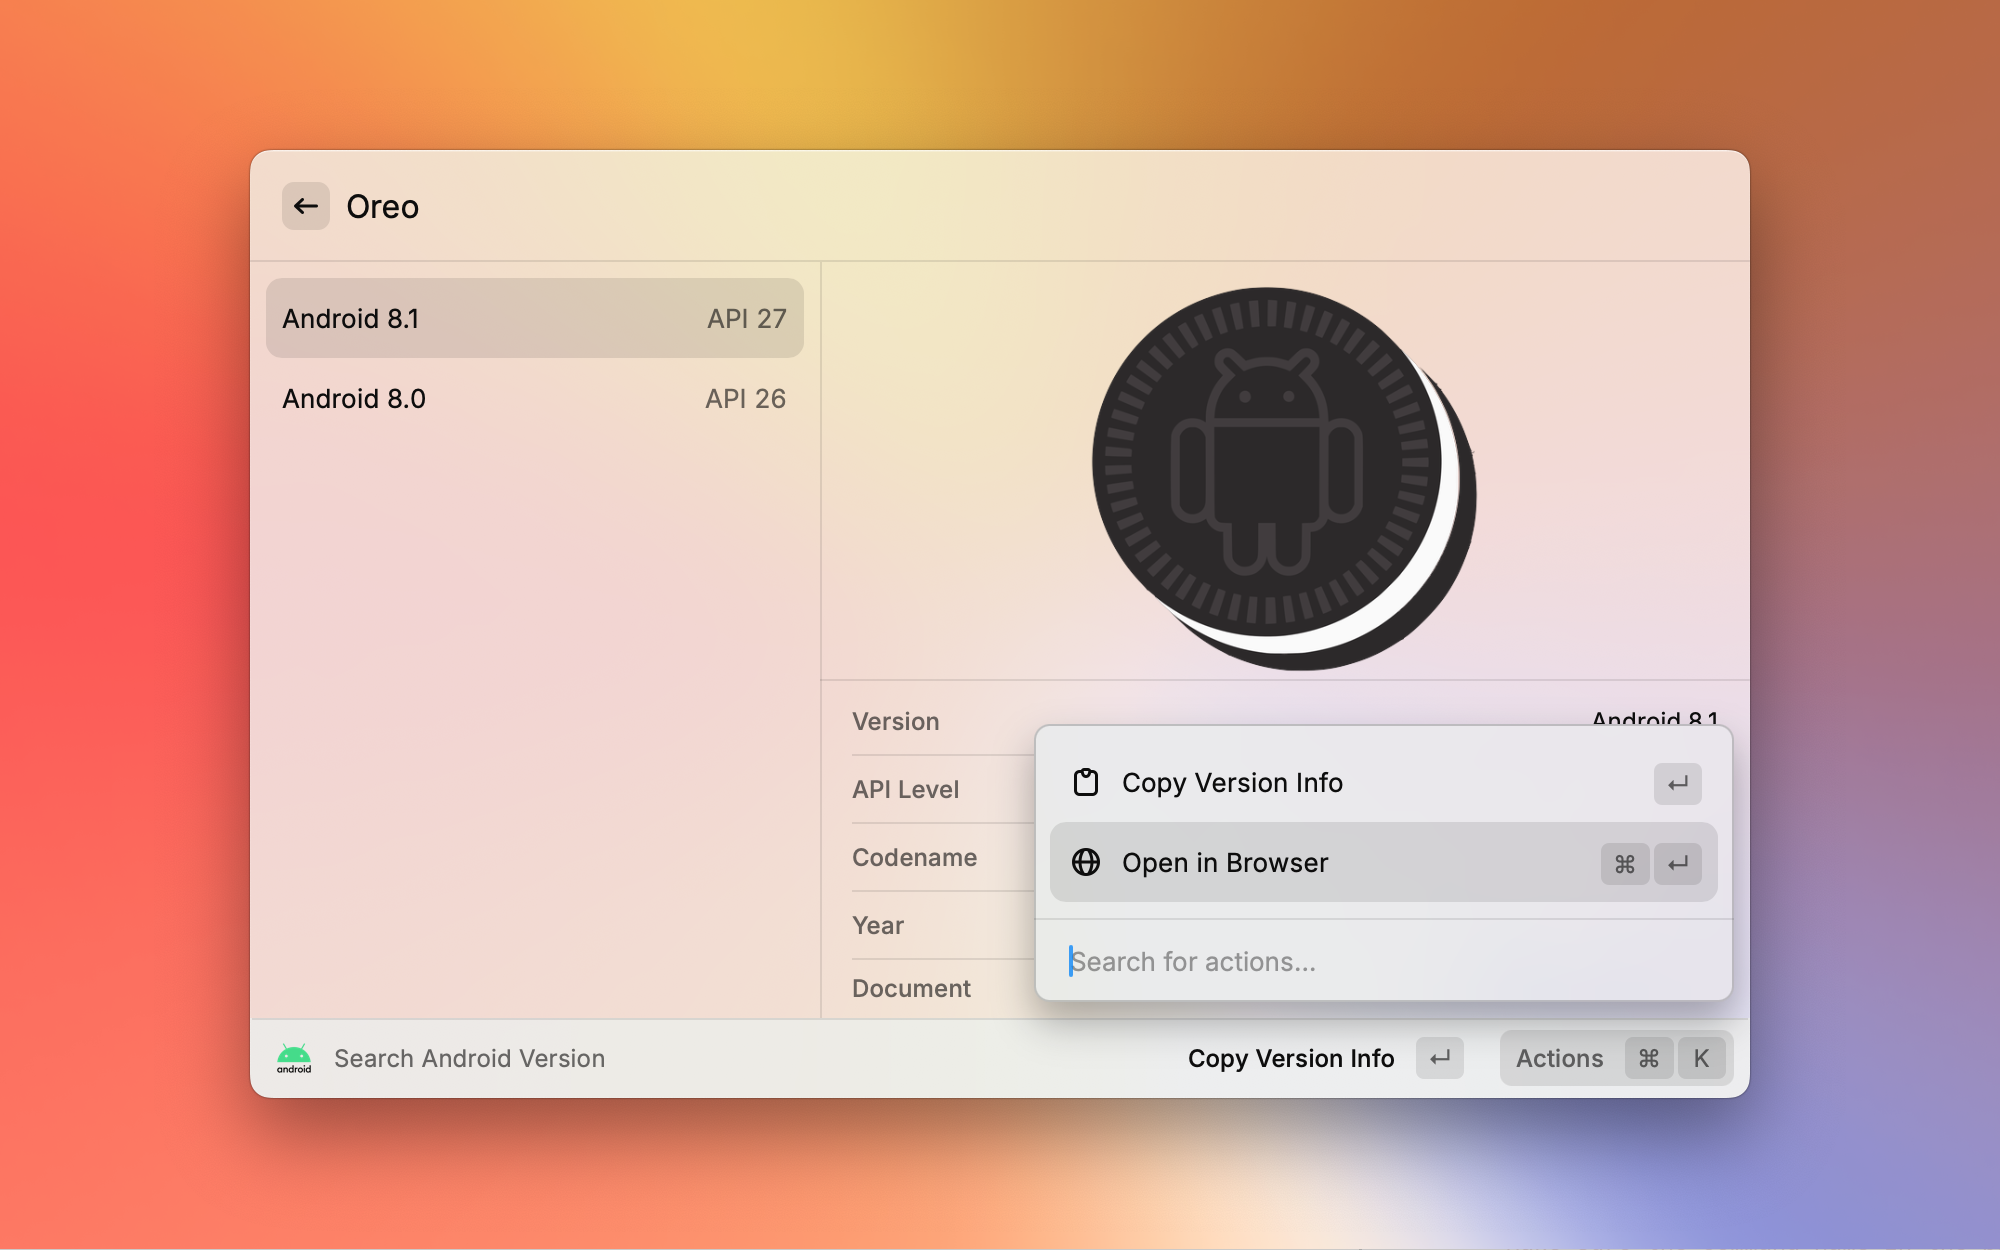 Oreo
Android 8.1 API 27
Android 8.0 API 26
Version Android 8.1
API Level
Codename
Year
Document
Copy Version Info
Open in Browser ⌘
Search for actions...
android Search Android Version Copy Version Info Actions ⌘ K